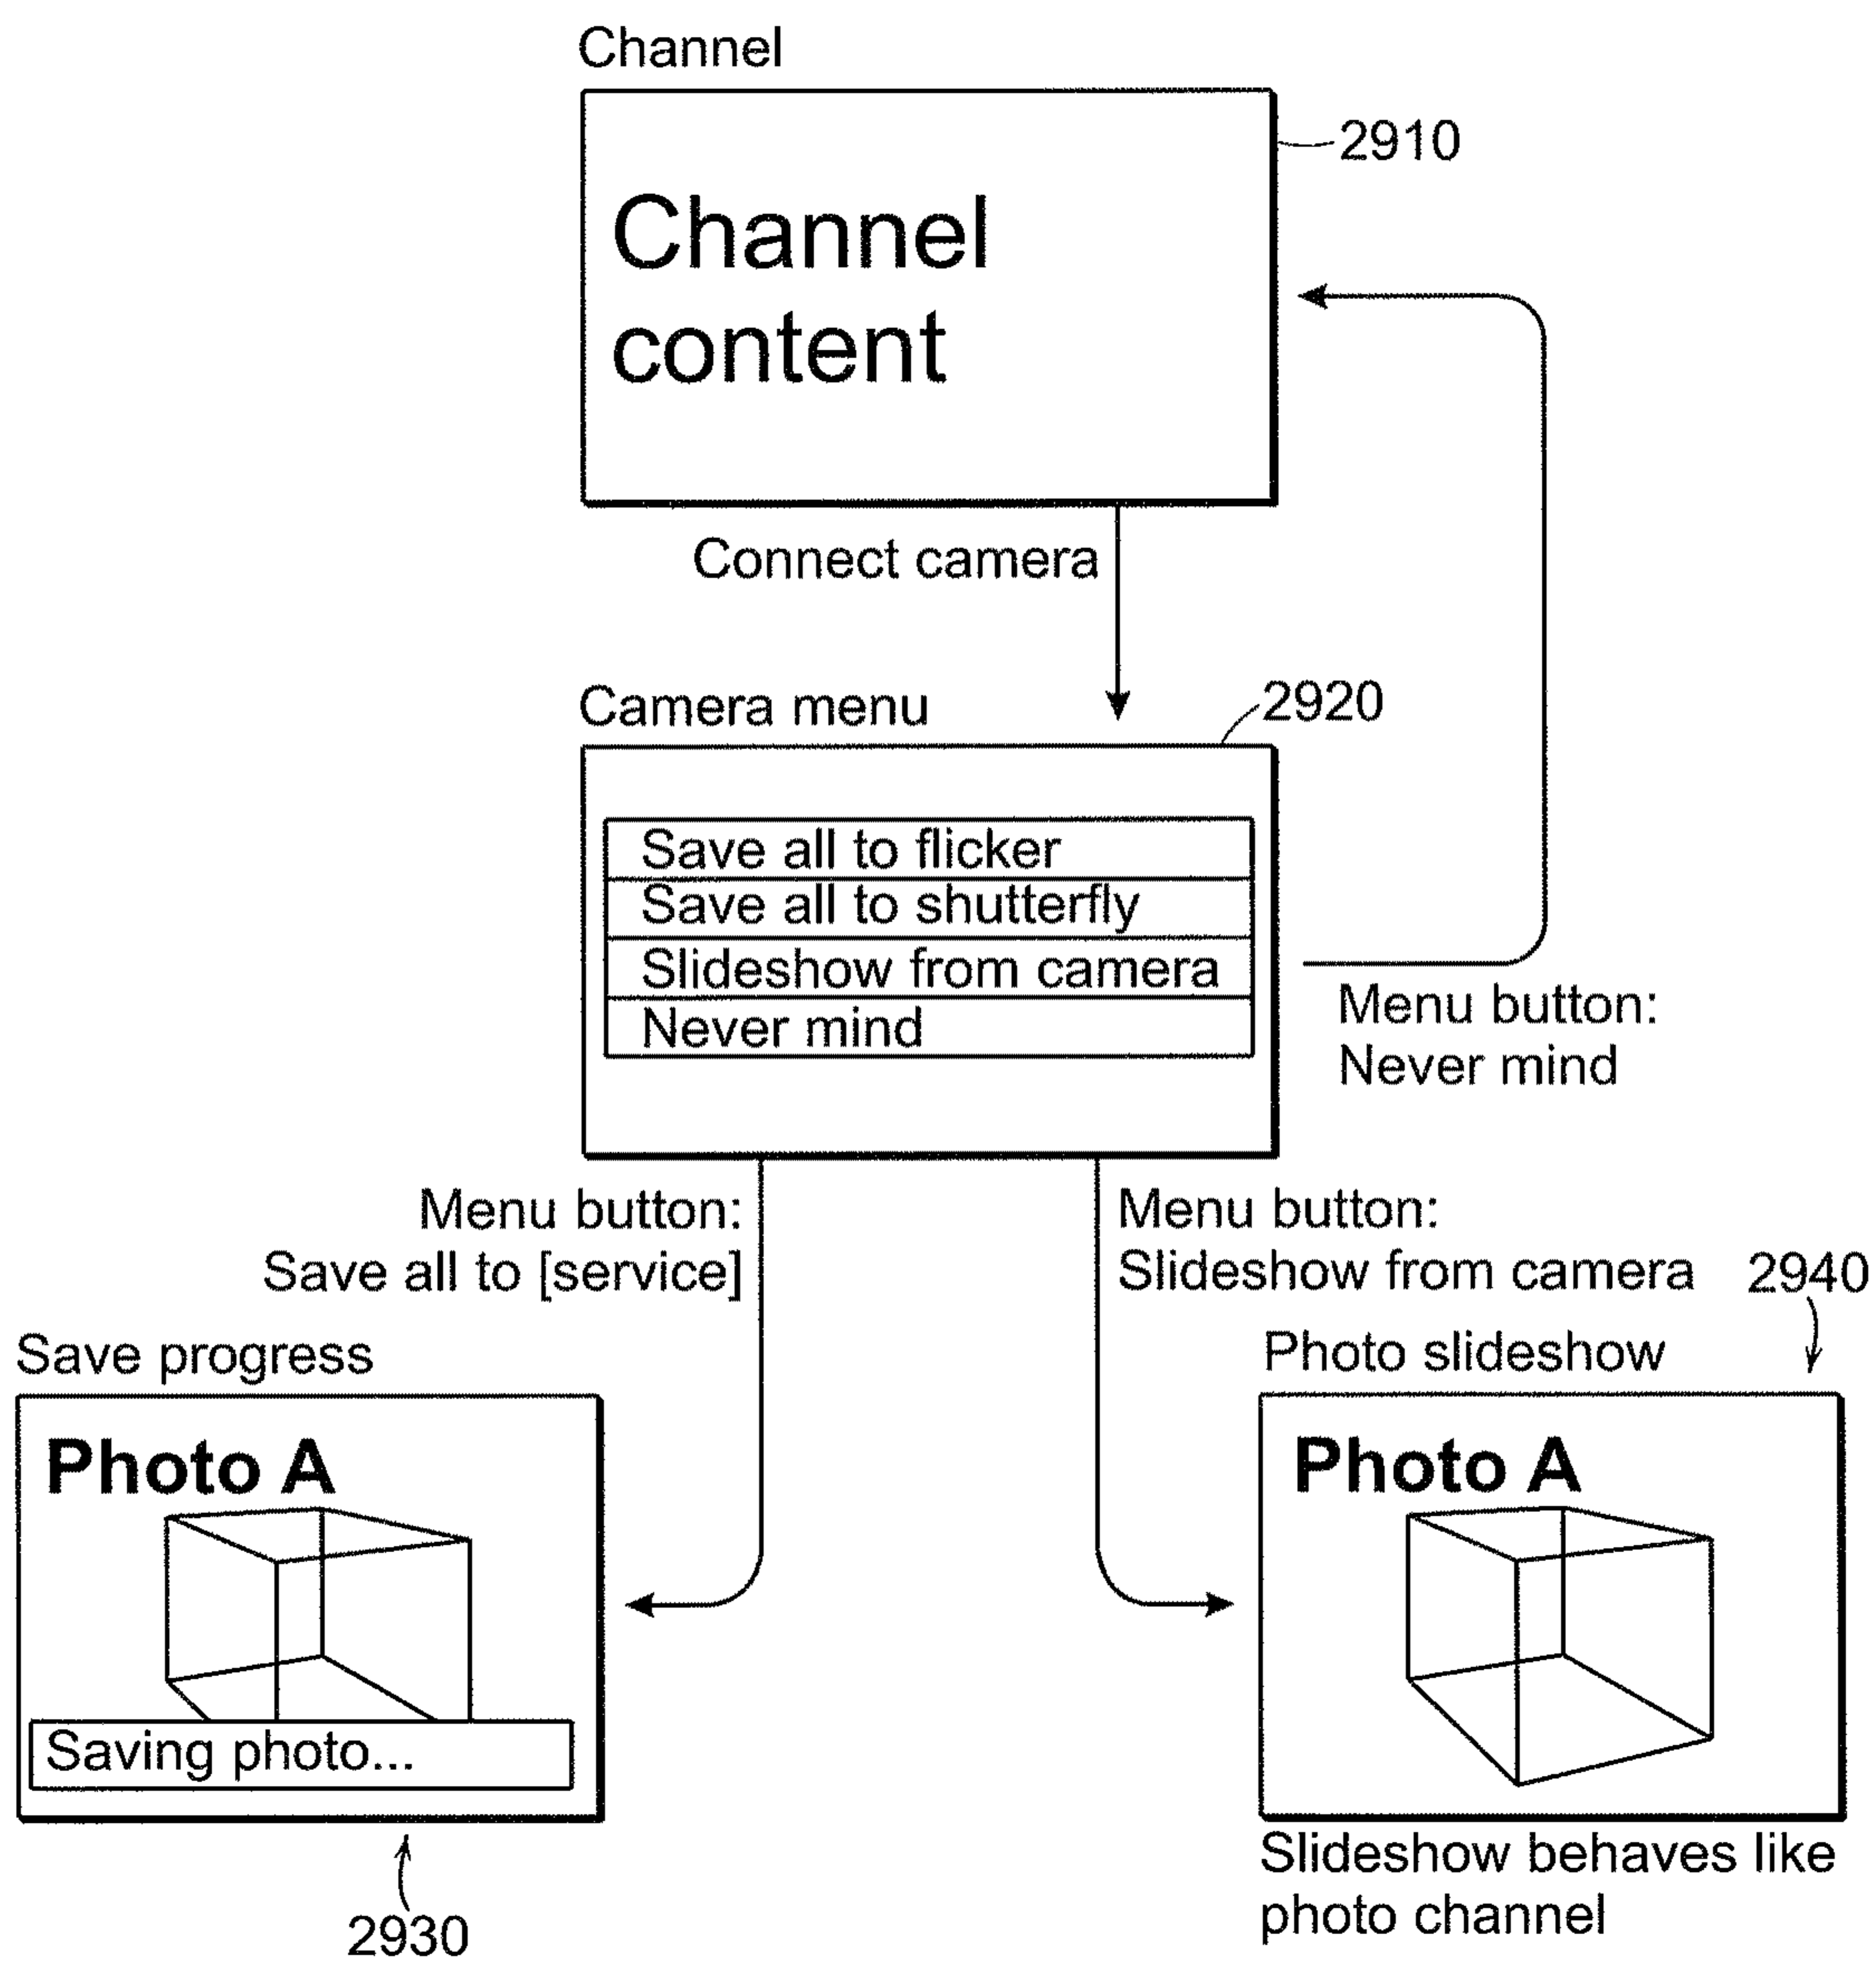 Channel
2910
Channel
content
Connect camera
Camera menu
2920
Save all to flicker
Save all to shutterfly
Slideshow from camera
Never mind
Menu button:
Never mind
Menu button:
Save all to [service]
Menu button:
Slideshow from camera
2940
Save progress
Photo A
Saving photo...
2930
Photo slideshow
Photo A
Slideshow behaves like
photo channel